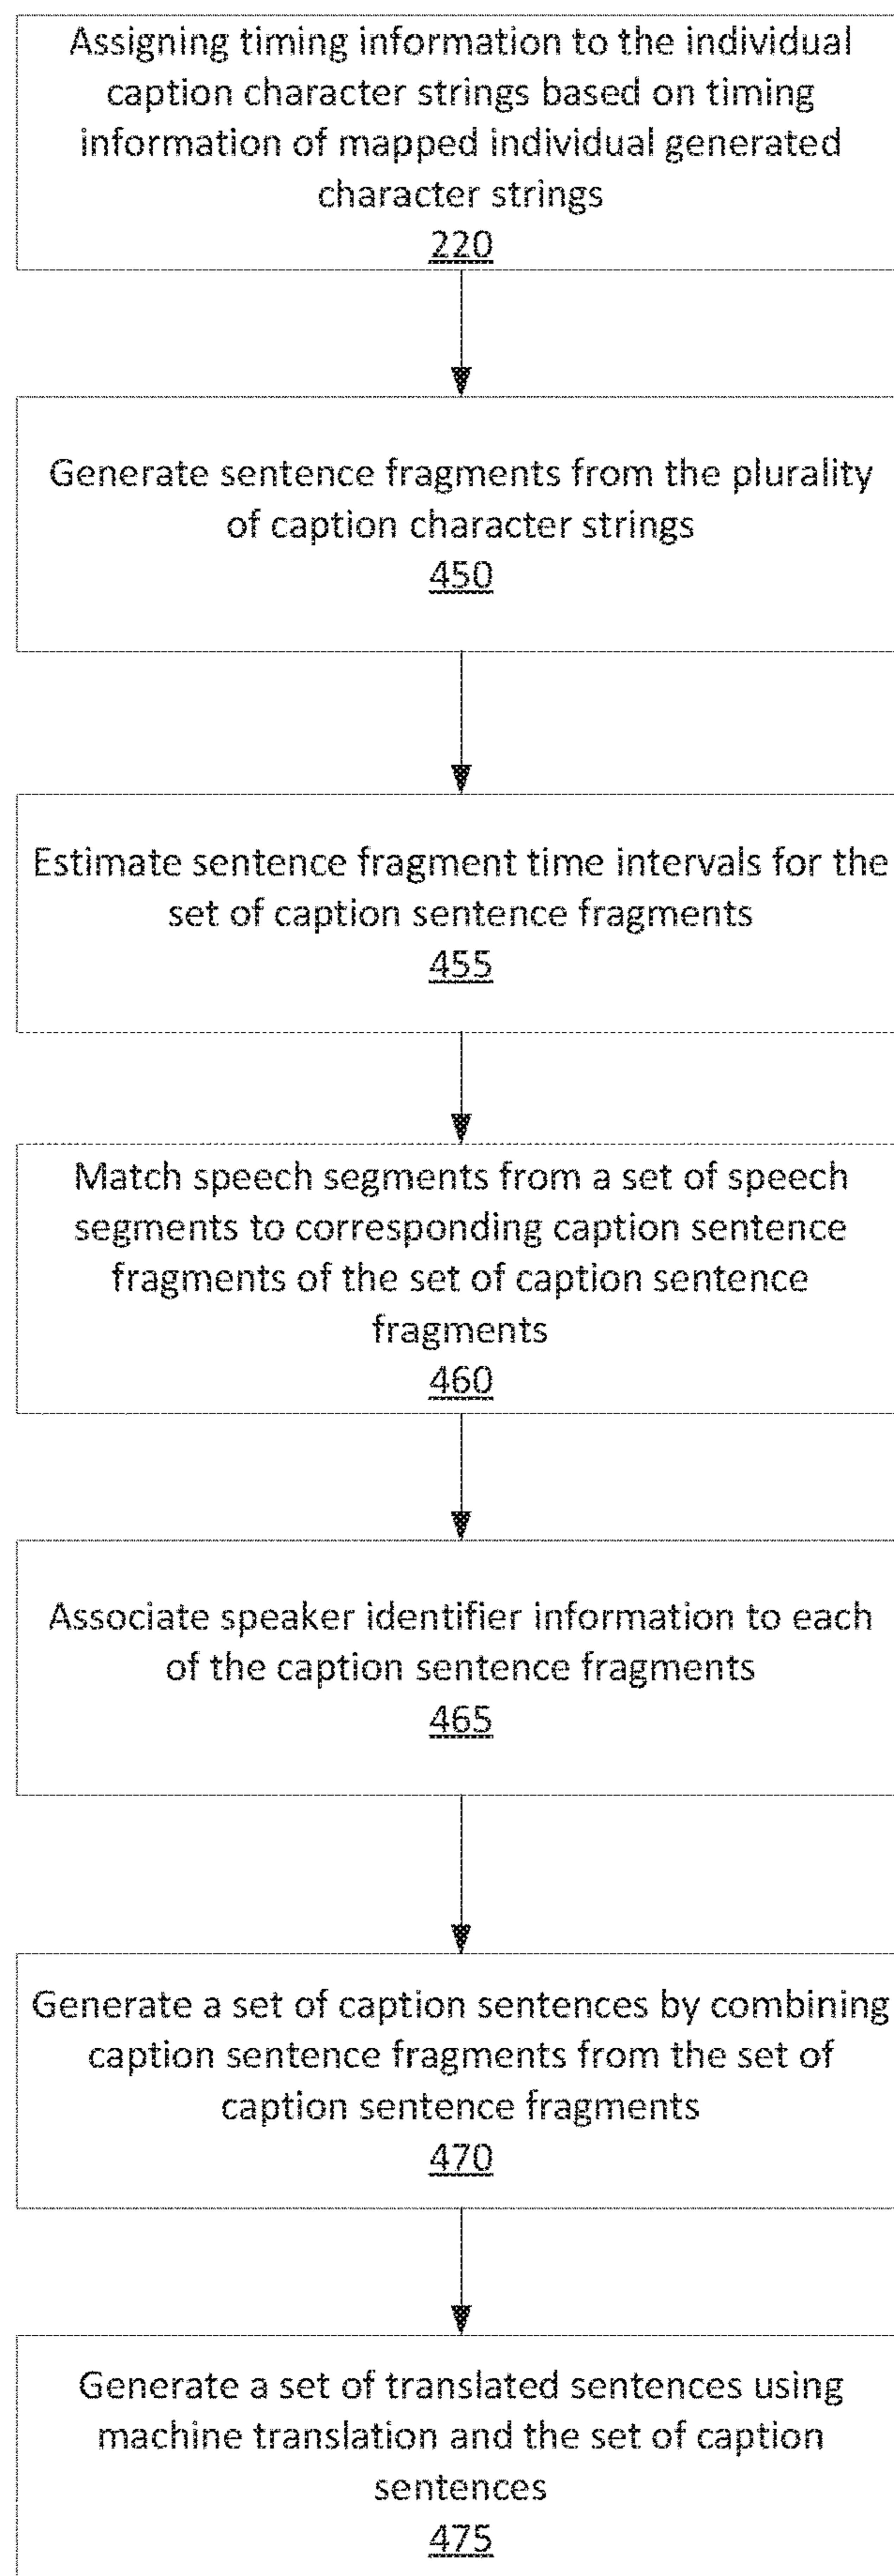 Assigning timing information to the individual
caption character strings based on timing
information of mapped individual generated
character strings
220
Generate sentence fragments from the plurality
of caption character strings
450
Estimate sentence fragment time intervals for the
set of caption sentence fragments
455
Match speech segments from a set of speech
segments to corresponding caption sentence
fragments of the set of caption sentence
fragments
460
Associate speaker identifier information to each
of the caption sentence fragments
465
Generate a set of caption sentences by combining
caption sentence fragments from the set of
caption sentence fragments
470
Generate a set of translated sentences using
machine translation and the set of caption
sentences
475